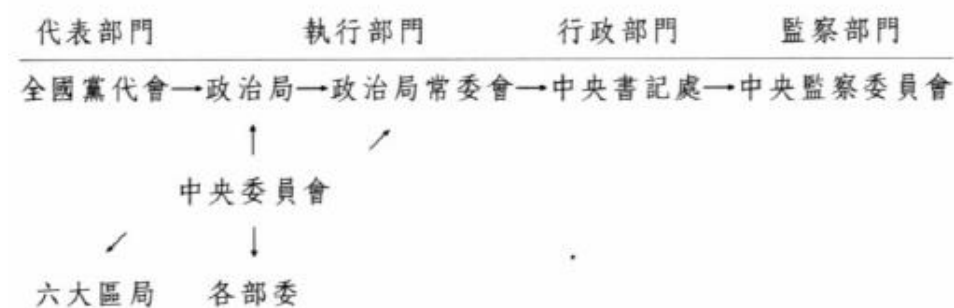 代表部門 執行部門 行政部門 監察部門
全國黨代會→政治局→政治局常委會→中央書記處→中央監察委員會
↑ ↗
中央委員會
↙ ↓
六大區局 各部委